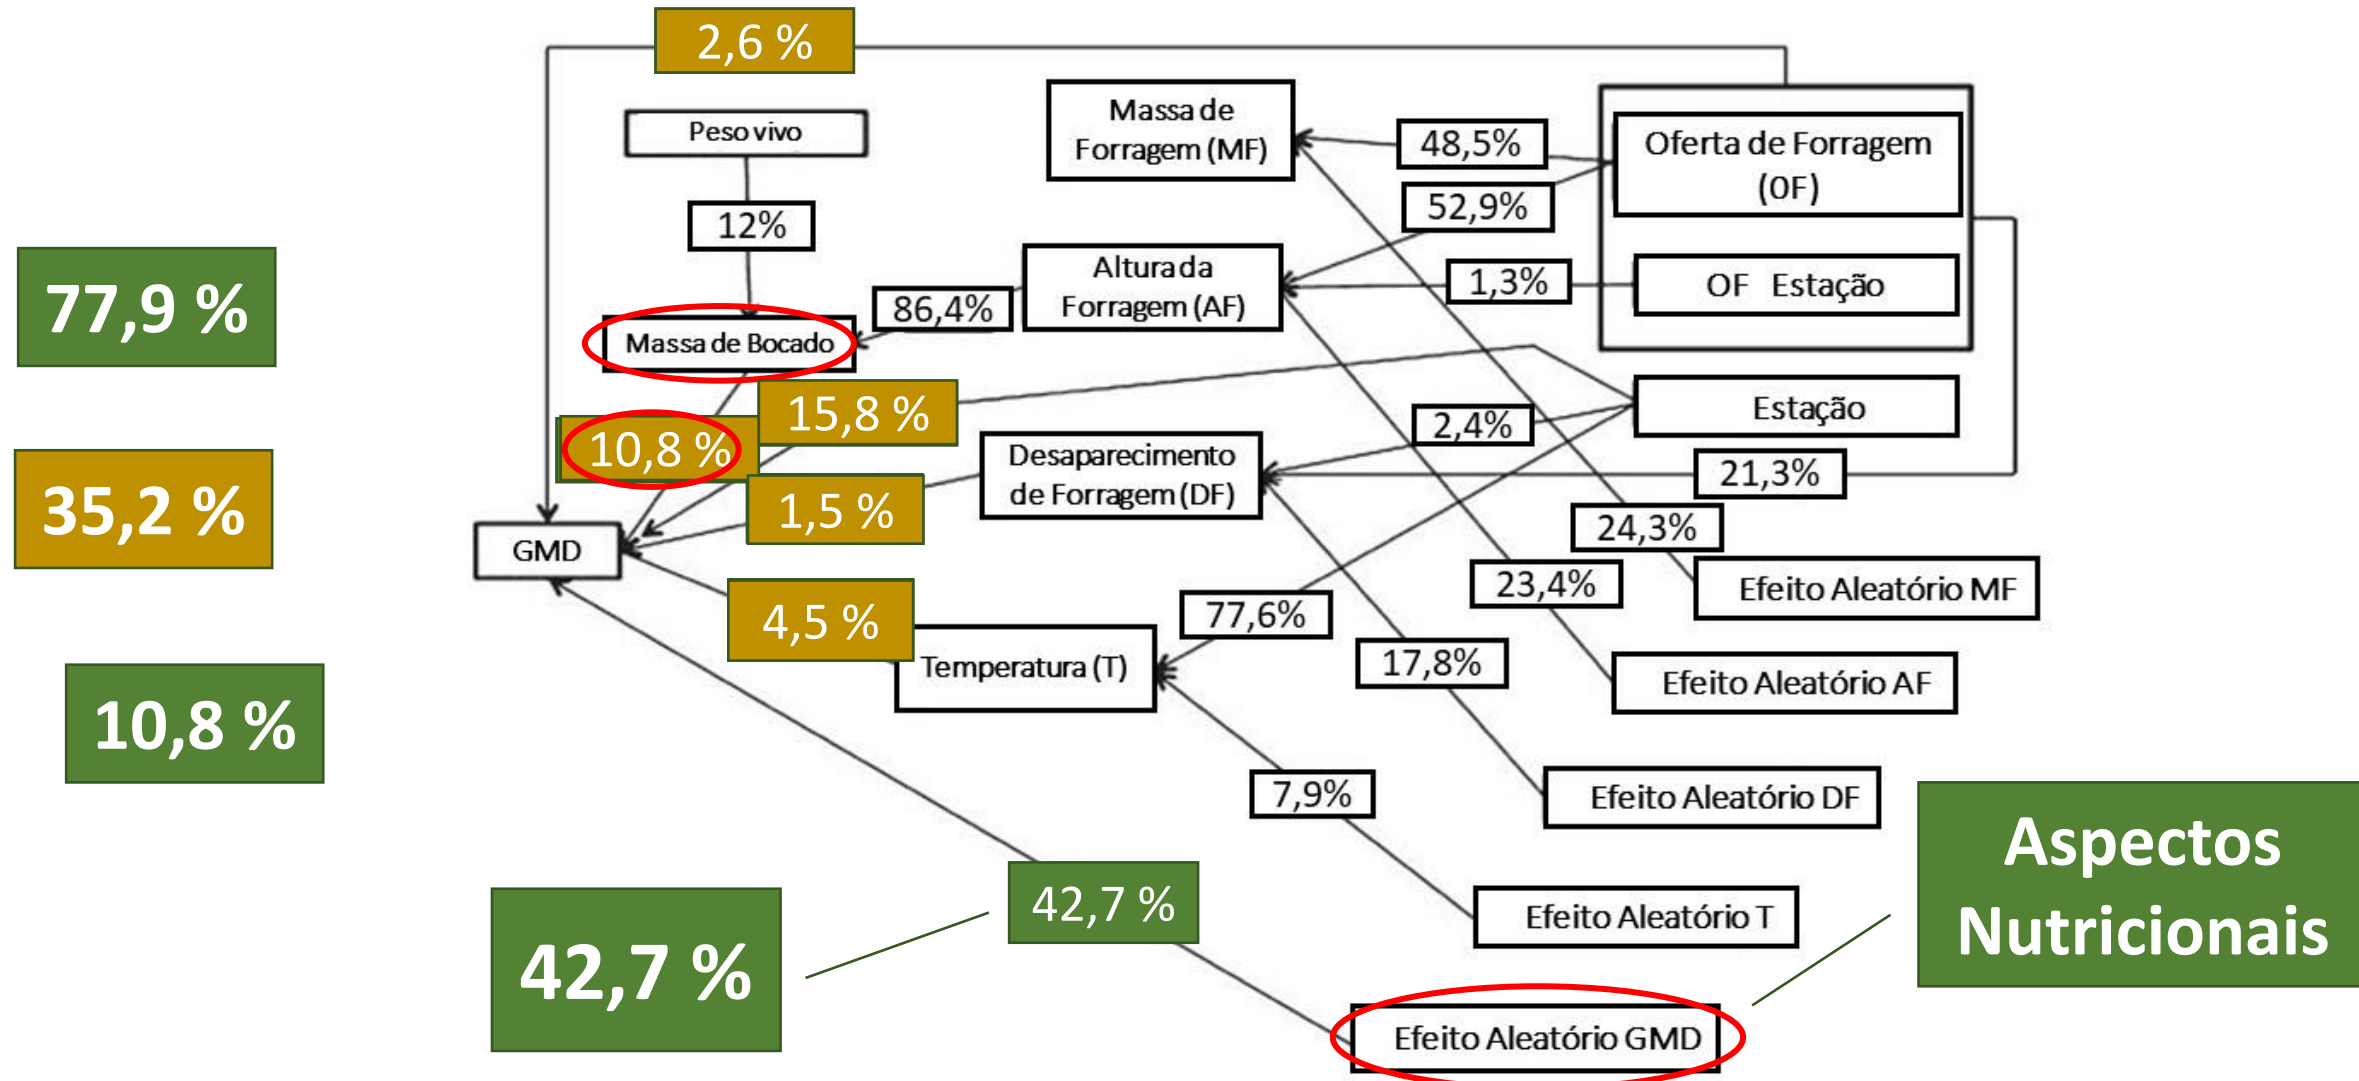 2,6 %
Massa de
Forragem (MF)
Peso vivo
48,5%
Oferta de Forragem
(0F)
52,9%
12%
77,9 %
Altura da
Forragem (AF)
1,3%
OF Estação
86,4%
Massa de Bocado
15,8 %
Estação
2,4%
10,8 %
Desaparecimento
de Forragem (DF)
21,3%
35,2 %
1,5 %
24,3%
GMD
23,4%
Efeito Aleatório MF
4,5 %
77,6%
Temperatura (T)
17,8%
Efeito Aleatório AF
10,8 %
7,9%
Efeito Aleatório DF
Aspectos
Nutricionais
42,7 %
Efeito Aleatório T
42,7 %
Efeito Aleatório GMD